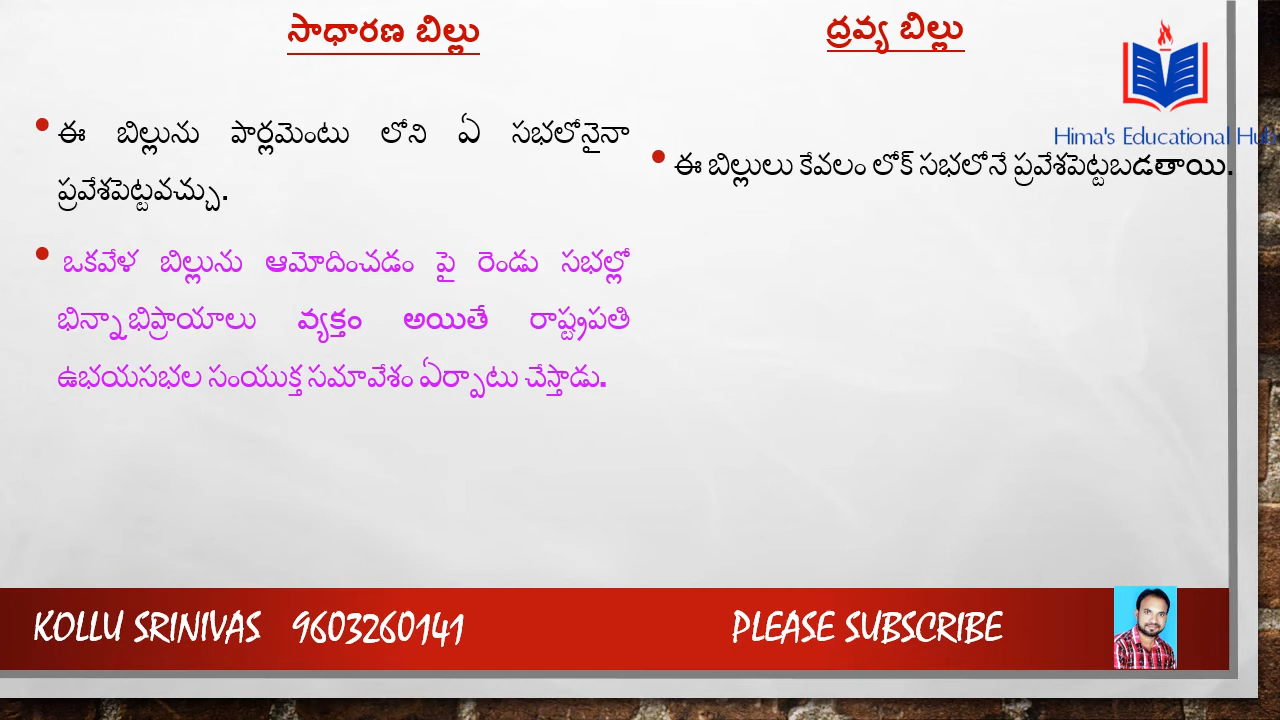 సాధారణ బిల్లు
• ఈ బిల్లును పార్లమెంటు లోని ఏ సభలోనైనా
ప్రవేశపెట్టవచ్చు.
• ఒకవేళ బిల్లును ఆమోదించడం పై రెండు సభల్లో
భిన్నాభిప్రాయాలు వ్యక్తం అయితే రాష్ట్రపతి
ఉభయసభల సంయుక్త సమావేశం ఏర్పాటు చేస్తాడు.
ద్రవ్య బిల్లు
• ఈ బిల్లులు కేవలం లోక్ సభలోనే ప్రవేశపెట్టబడతాయి.
Hima's Educational Hub
KOLLU SRINIVAS 9603260141
PLEASE SUBSCRIBE